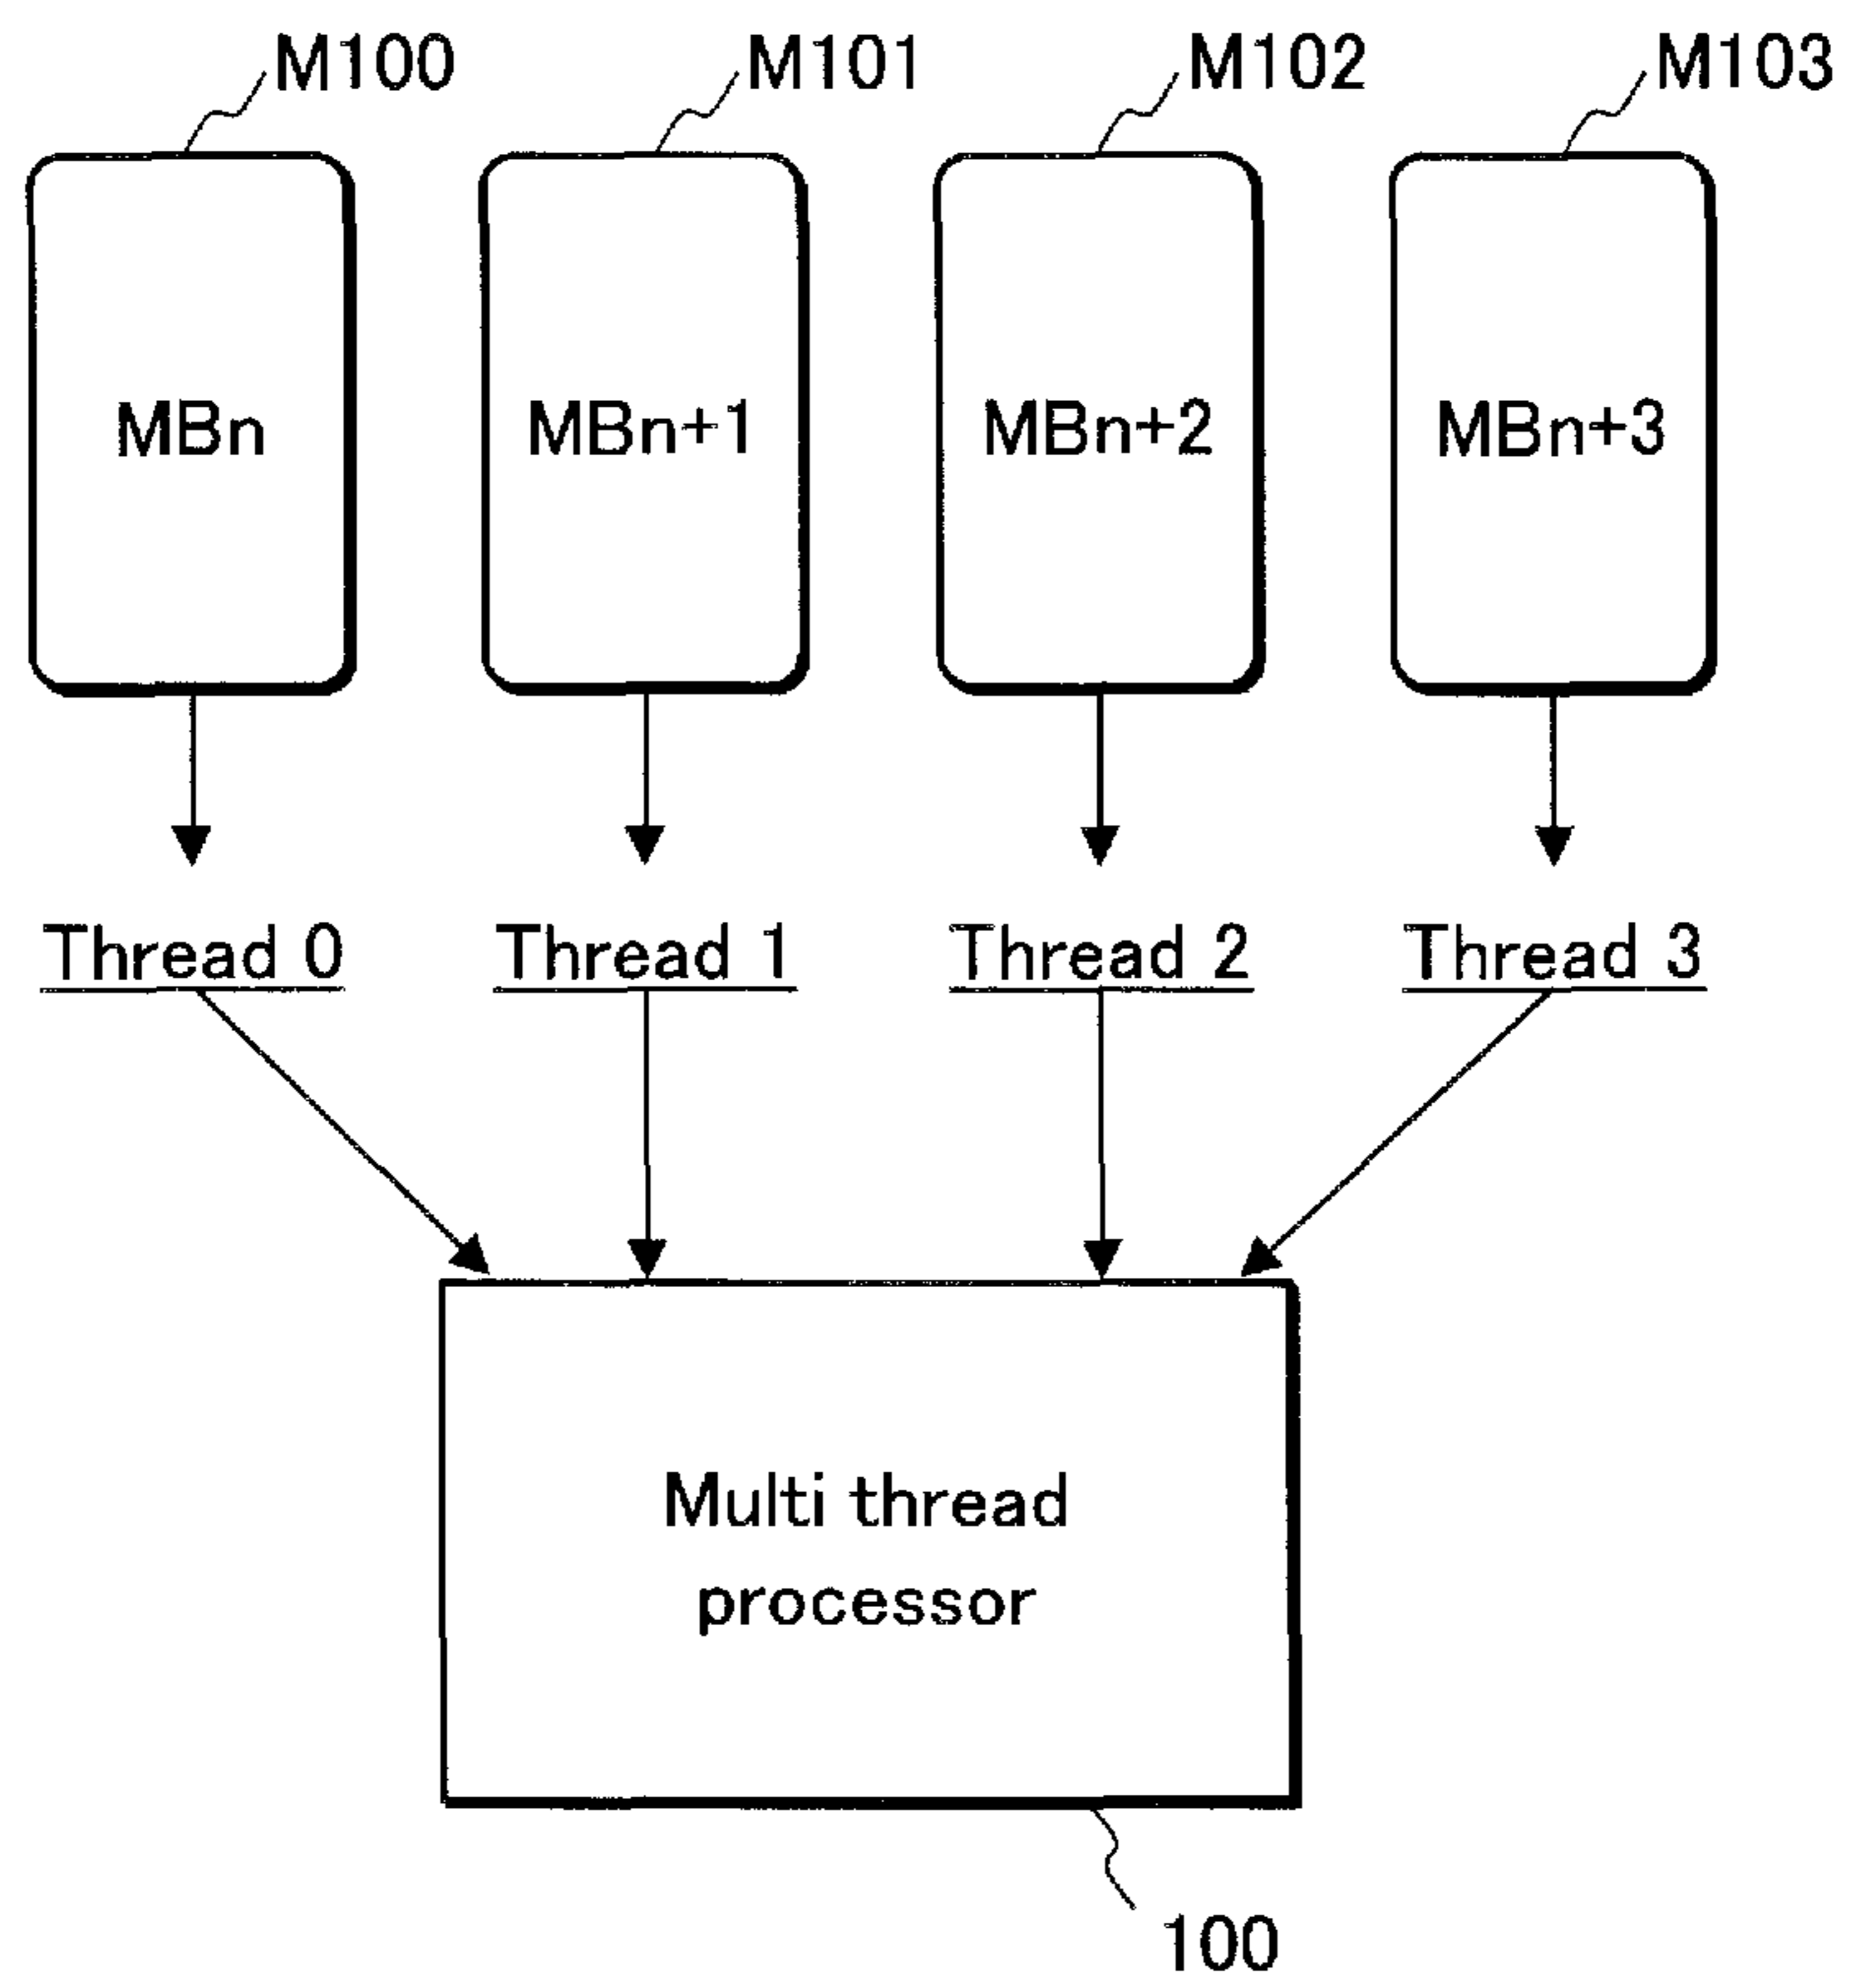 M100 M101 M102 M103
MBn MBn+1 MBn+2 MBn+3
Thread 0 Thread 1 Thread 2 Thread 3
Multi thread
processor
100